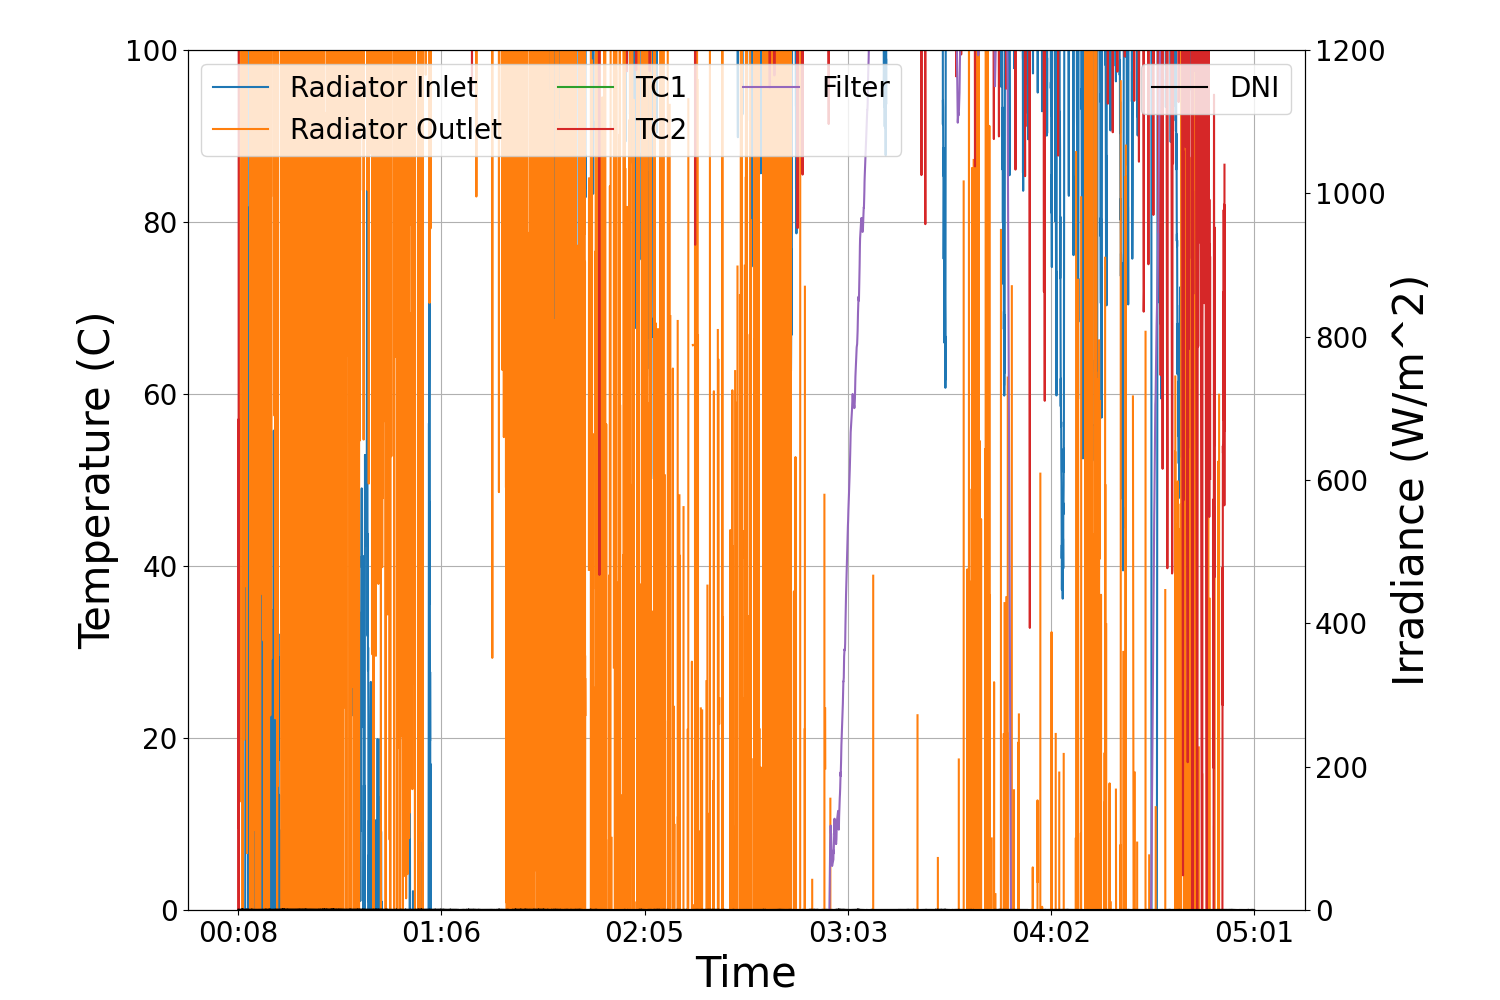 Radiator Inlet
Radiator Outlet
TC1
TC2
Filter
DNI
Temperature (C)
100
80
60
40
20
0
Irradiance (W/m^2)
1200
1000
800
600
400
200
0
00:08 01:06 02:05 03:03 04:02 05:01
Time